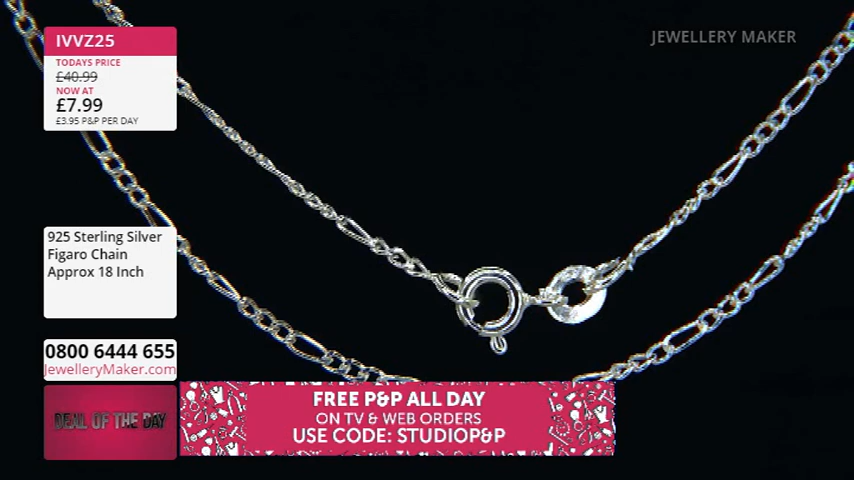 IVVZ25
TODAYS PRICE
£40.99
NOW AT
£7.99
£3.95 P&P PER DAY
JEWELLERY MAKER
925 Sterling Silver
Figaro Chain
Approx 18 Inch
0800 6444 655
JewelleryMaker.com
DEAL OF THE DAY
FREE P&P ALL DAY
ON TV & WEB ORDERS
USE CODE: STUDIOP&P